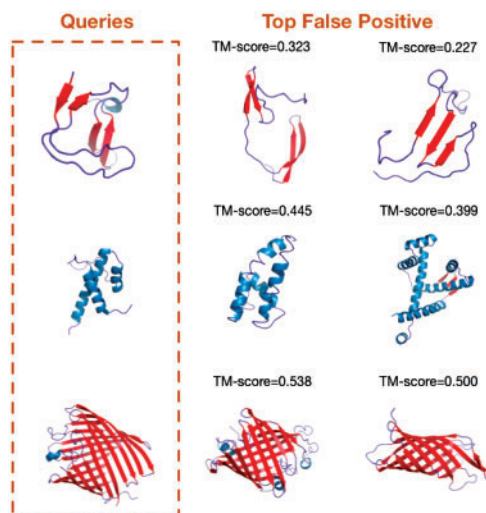 Queries
Top False Positive
TM-score=0.323
TM-score=0.227
TM-score=0.445
TM-score=0.399
TM-score=0.538
TM-score=0.500